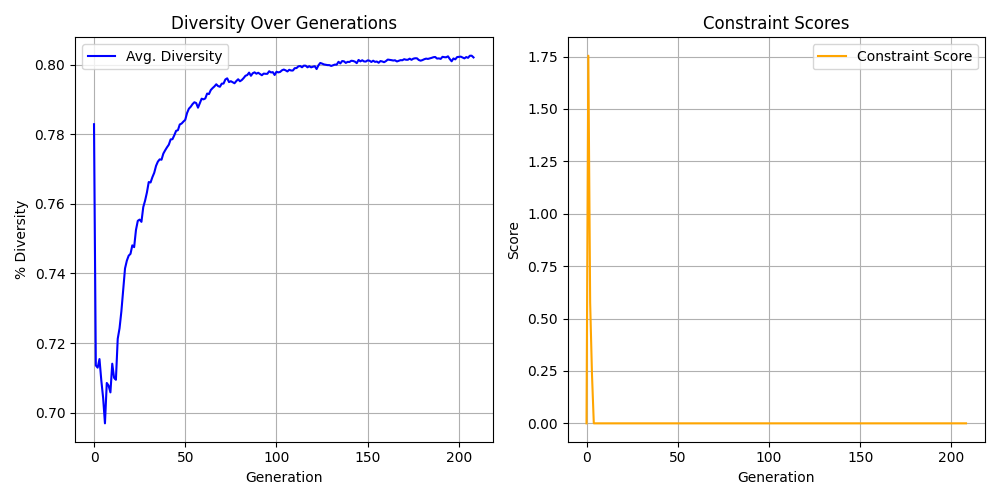 Diversity Over Generations
Avg. Diversity
% Diversity
0.80
0.78
0.76
0.74
0.72
0.70
0 50 100 150 200
Generation
Constraint Scores
Constraint Score
Score
1.75
1.50
1.25
1.00
0.75
0.50
0.25
0.00
0 50 100 150 200
Generation